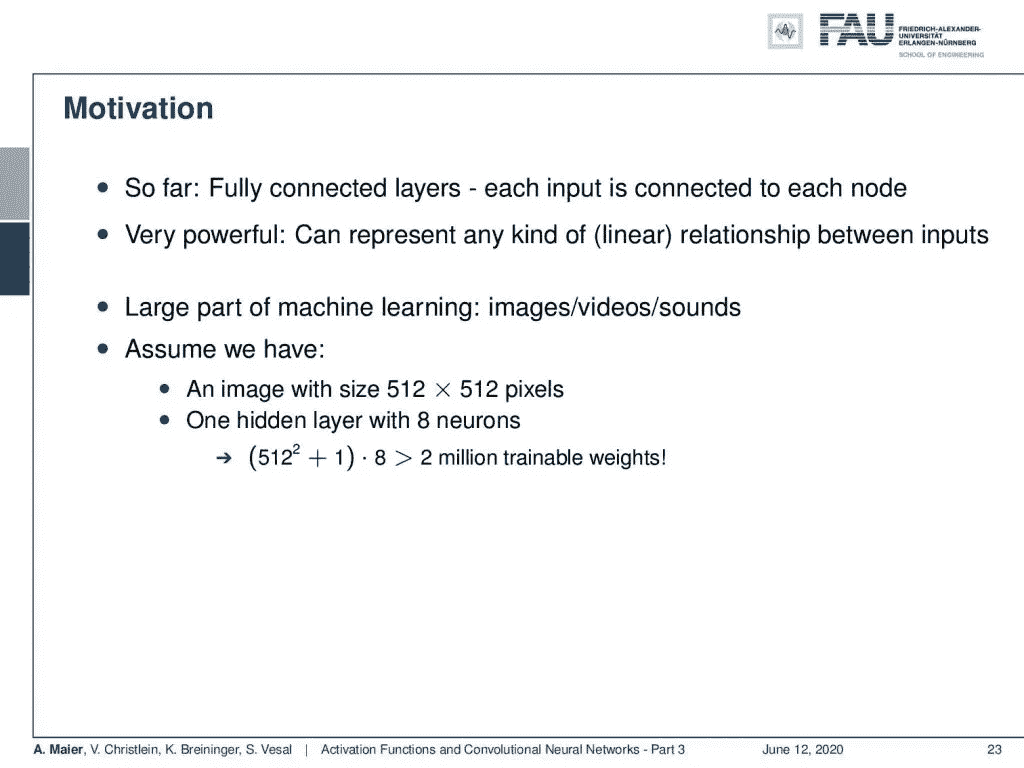 FAU
FRIEDRICH-ALEXANDER-
UNIVERSITÄT
ERLANGEN-NÜRNBERG
SCHOOL OF ENGINEERING
Motivation
• So far: Fully connected layers - each input is connected to each node
• Very powerful: Can represent any kind of (linear) relationship between inputs
• Large part of machine learning: images/videos/sounds
• Assume we have:
• An image with size 512 × 512 pixels
• One hidden layer with 8 neurons
→ (512² + 1) · 8 > 2 million trainable weights!
A. Maier, V. Christlein, K. Breininger, S. Vesal | Activation Functions and Convolutional Neural Networks - Part 3 June 12, 2020 23